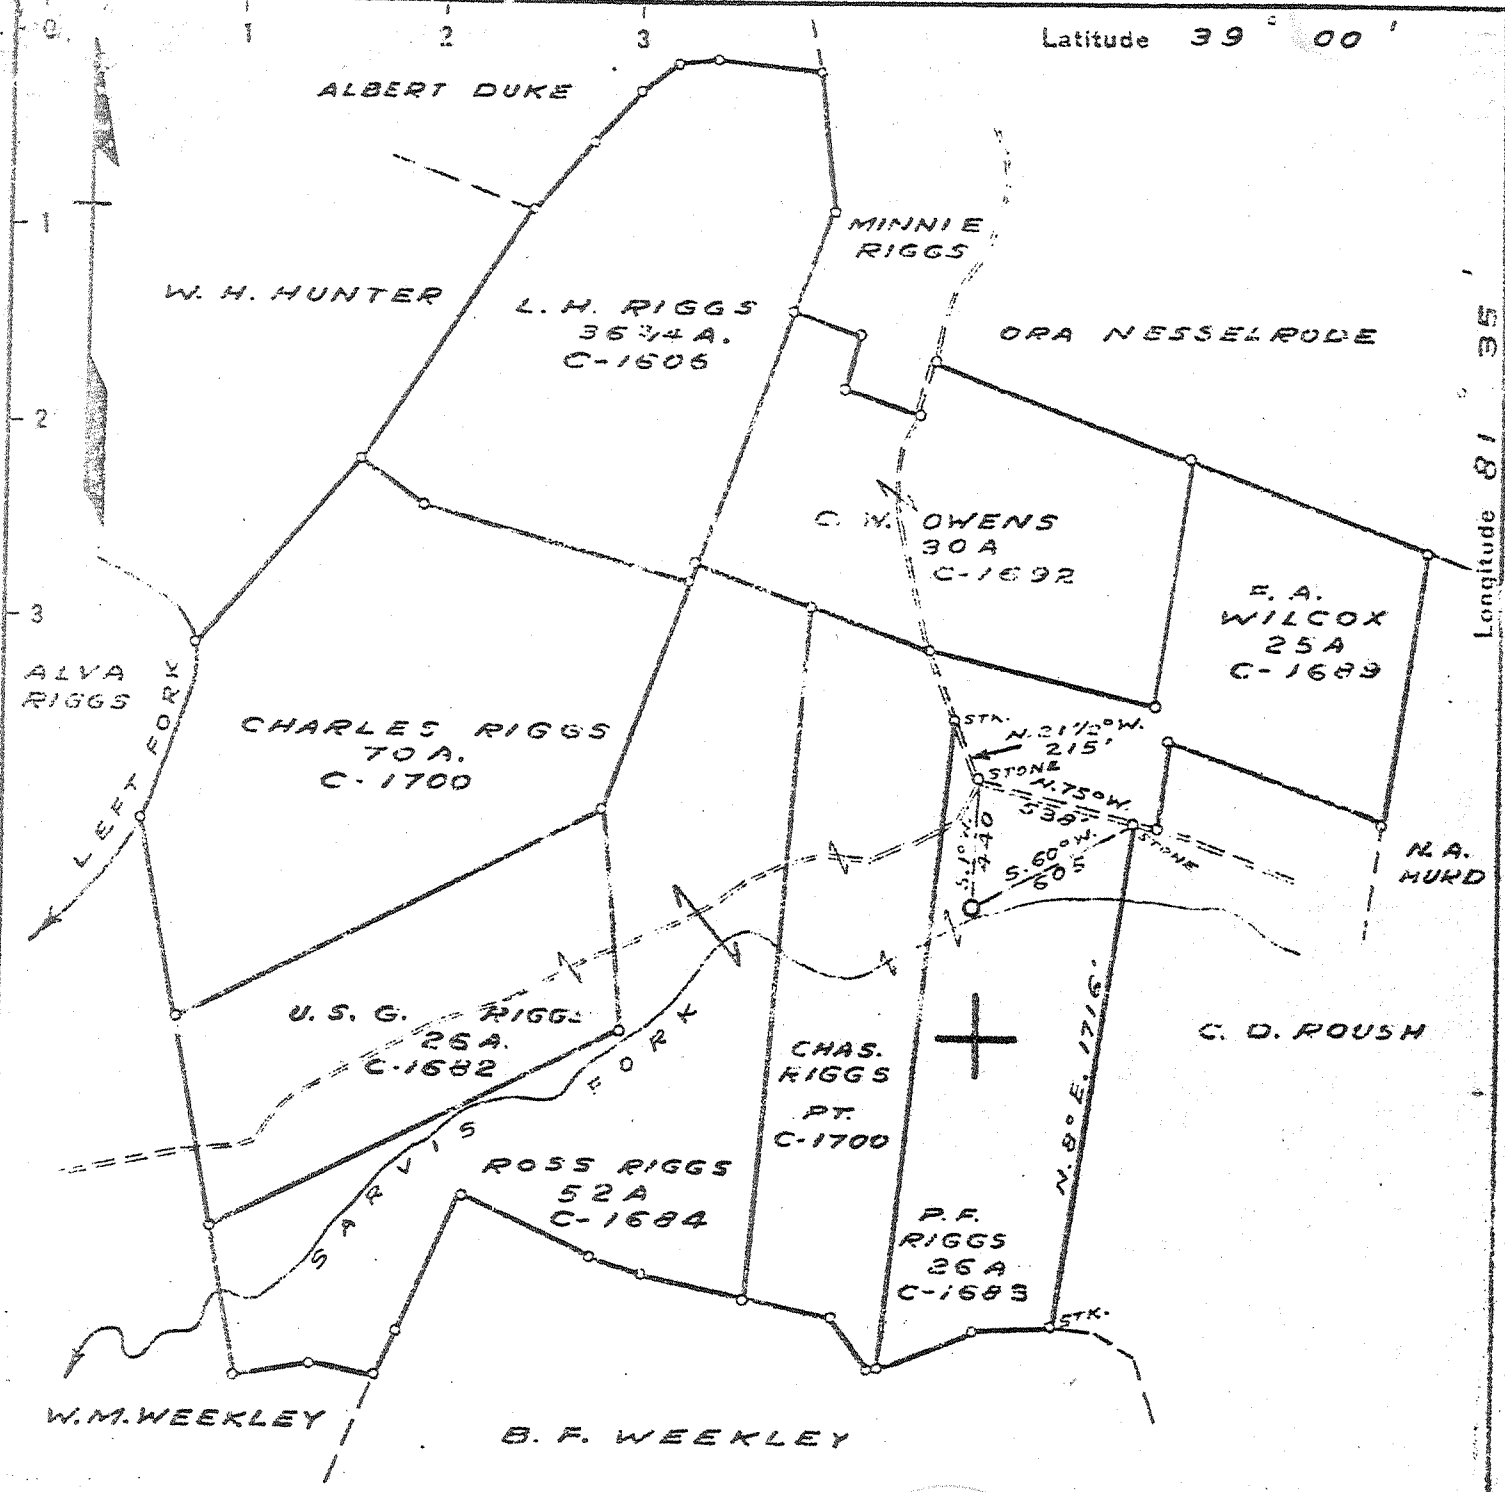 0
1
2
3
Latitude 39° 00'
ALBERT DUKE
1
MINNIE
RIGGS
W. H. HUNTER
L. H. RIGGS
36 3/4 A.
C-1606
ORA NESSELRODE
Longitude 81° 35'
2
C. W. OWENS
30 A
C-1692
F. A.
WILCOX
25 A
C-1689
3
ALVA
RIGGS
LEFT FORK
CHARLES RIGGS
70 A.
C-1700
STK.
N. 21 1/2° W.
215'
STONE
N. 75° W.
538'
STONE
S. 1° W.
440
S. 60° W.
605
N. A.
HURD
U. S. G. RIGGS
26 A.
C-1682
SARVIS FORK
CHAS.
RIGGS
PT.
C-1700
N. 8° E. 1716'
C. D. ROUSH
ROSS RIGGS
52 A
C-1684
P. F.
RIGGS
26 A
C-1683
STK.
W. M. WEEKLEY
B. F. WEEKLEY